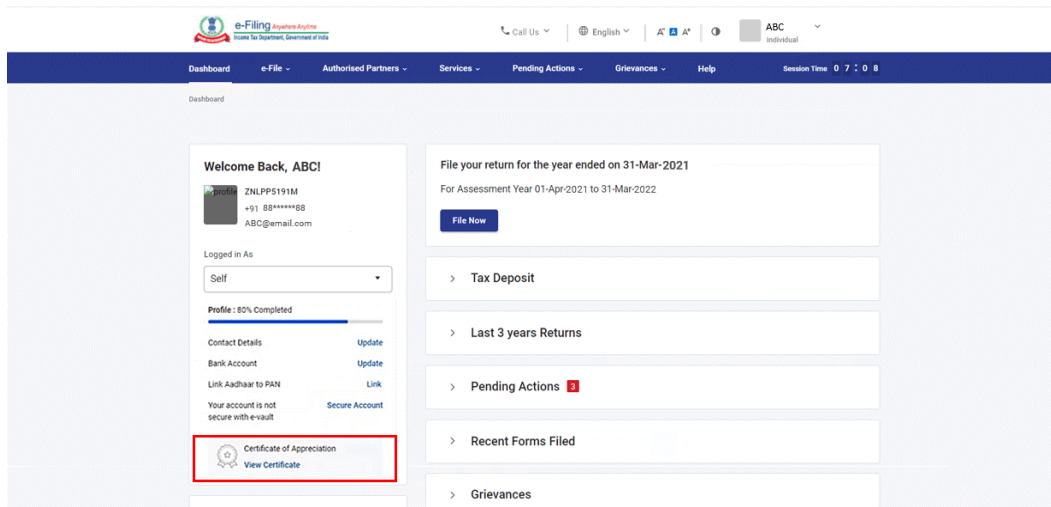 e-Filing Anywhere Anytime
Income Tax Department, Government of India
Call Us
English
A- A A+
ABC
Individual
Dashboard e-File Authorised Partners Services Pending Actions Grievances Help Session Time 0 7 : 0 8
Dashboard
Welcome Back, ABC!
profile
ZNLPP5191M
+91 88******88
ABC@email.com
Logged in As
Self
Profile : 80% Completed
Contact Details Update
Bank Account Update
Link Aadhaar to PAN Link
Your account is not Secure Account
secure with e-vault
Certificate of Appreciation
View Certificate
File your return for the year ended on 31-Mar-2021
For Assessment Year 01-Apr-2021 to 31-Mar-2022
File Now
Tax Deposit
Last 3 years Returns
Pending Actions 3
Recent Forms Filed
Grievances